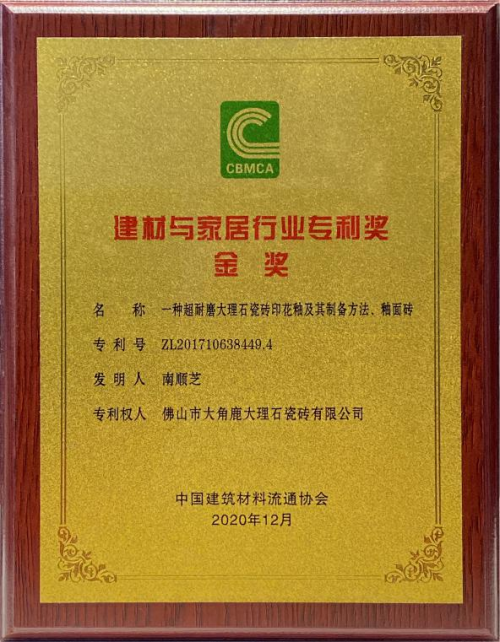 CBMCA
建材与家居行业专利奖
金 奖
名 称 一种超耐磨大理石瓷砖印花釉及其制备方法、釉面砖
专 利 号 ZL201710638449.4
发 明 人 南顺芝
专利权人 佛山市大角鹿大理石瓷砖有限公司
中国建筑材料流通协会
2020年12月